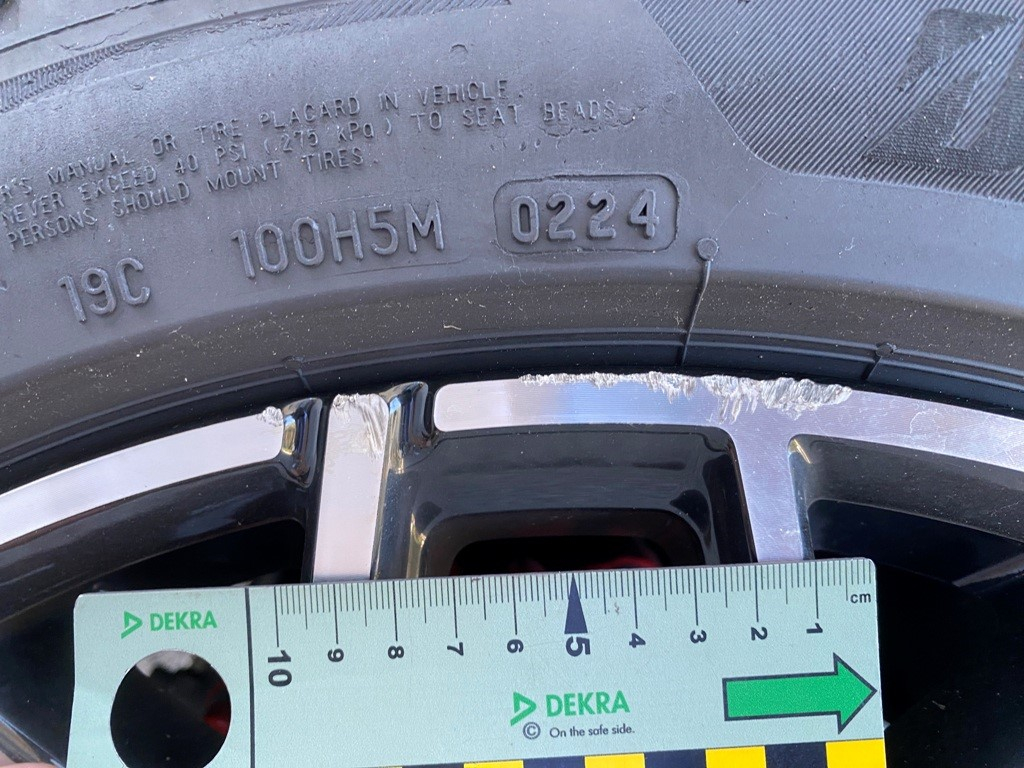 MANUAL OR TIRE PLACARD IN VEHICLE.
NEVER EXCEED 40 PSI (275 kPa) TO SEAT BEADS
PERSONS SHOULD MOUNT TIRES.
19C 100H5M 0224
DEKRA
cm
10 9 8 7 6 5 4 3 2 1
DEKRA
© On the safe side.